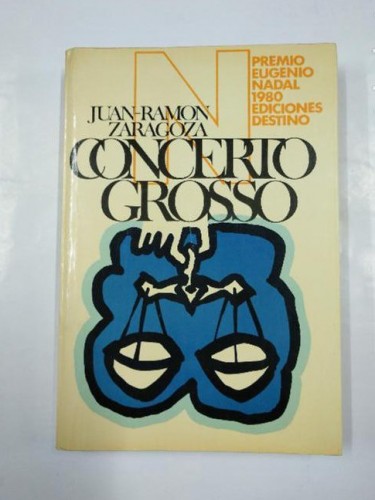 N
PREMIO
EUGENIO
NADAL
1980
EDICIONES
DESTINO
JUAN-RAMON
ZARAGOZA
CONCERTO
GROSSO